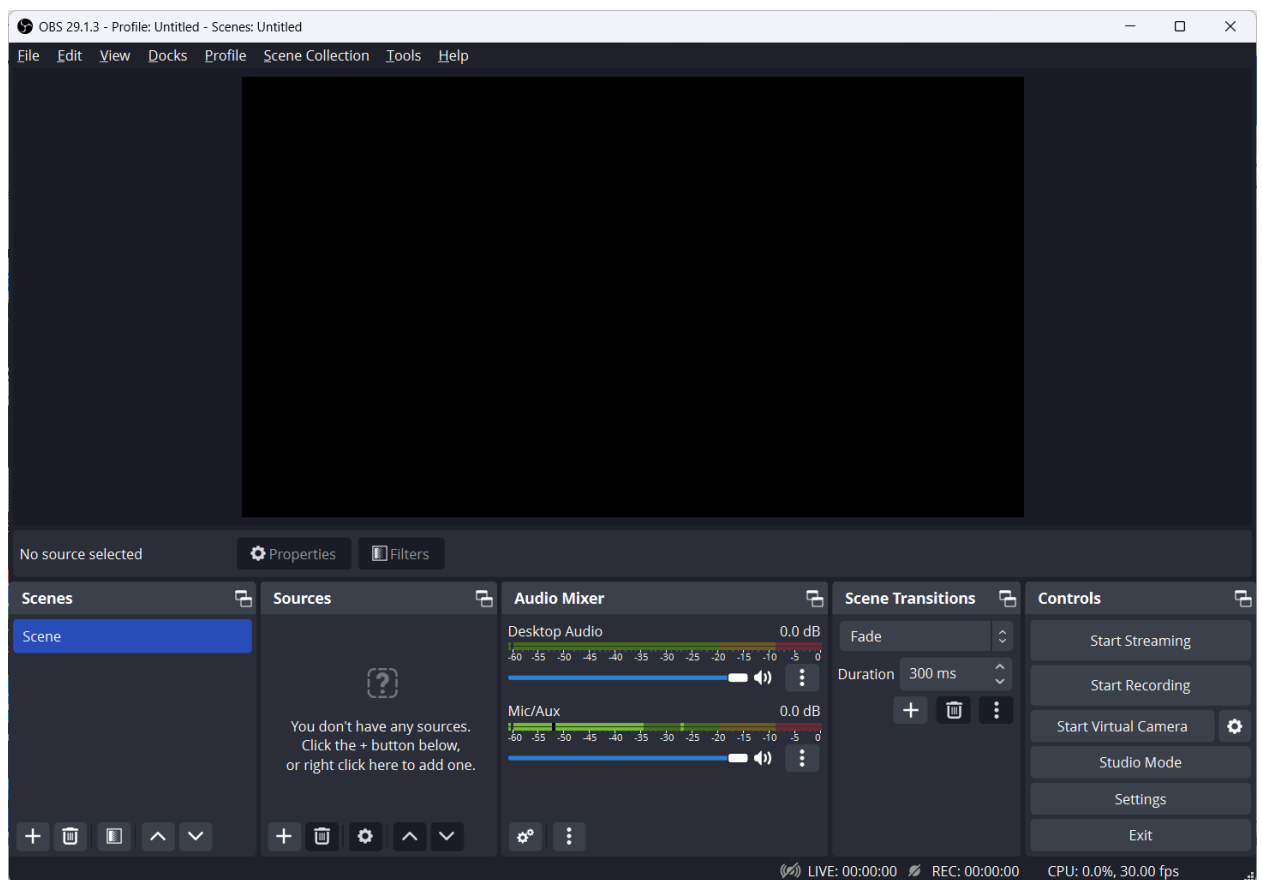 OBS 29.1.3 - Profile: Untitled - Scenes: Untitled
File Edit View Docks Profile Scene Collection Tools Help
No source selected
Properties
Filters
Scenes
Scene
Sources
You don't have any sources.
Click the + button below,
or right click here to add one.
Audio Mixer
Desktop Audio 0.0 dB
-60 -55 -50 -45 -40 -35 -30 -25 -20 -15 -10 -5 0
Mic/Aux 0.0 dB
-60 -55 -50 -45 -40 -35 -30 -25 -20 -15 -10 -5 0
Scene Transitions
Fade
Duration 300 ms
Controls
Start Streaming
Start Recording
Start Virtual Camera
Studio Mode
Settings
Exit
LIVE: 00:00:00 REC: 00:00:00 CPU: 0.0%, 30.00 fps